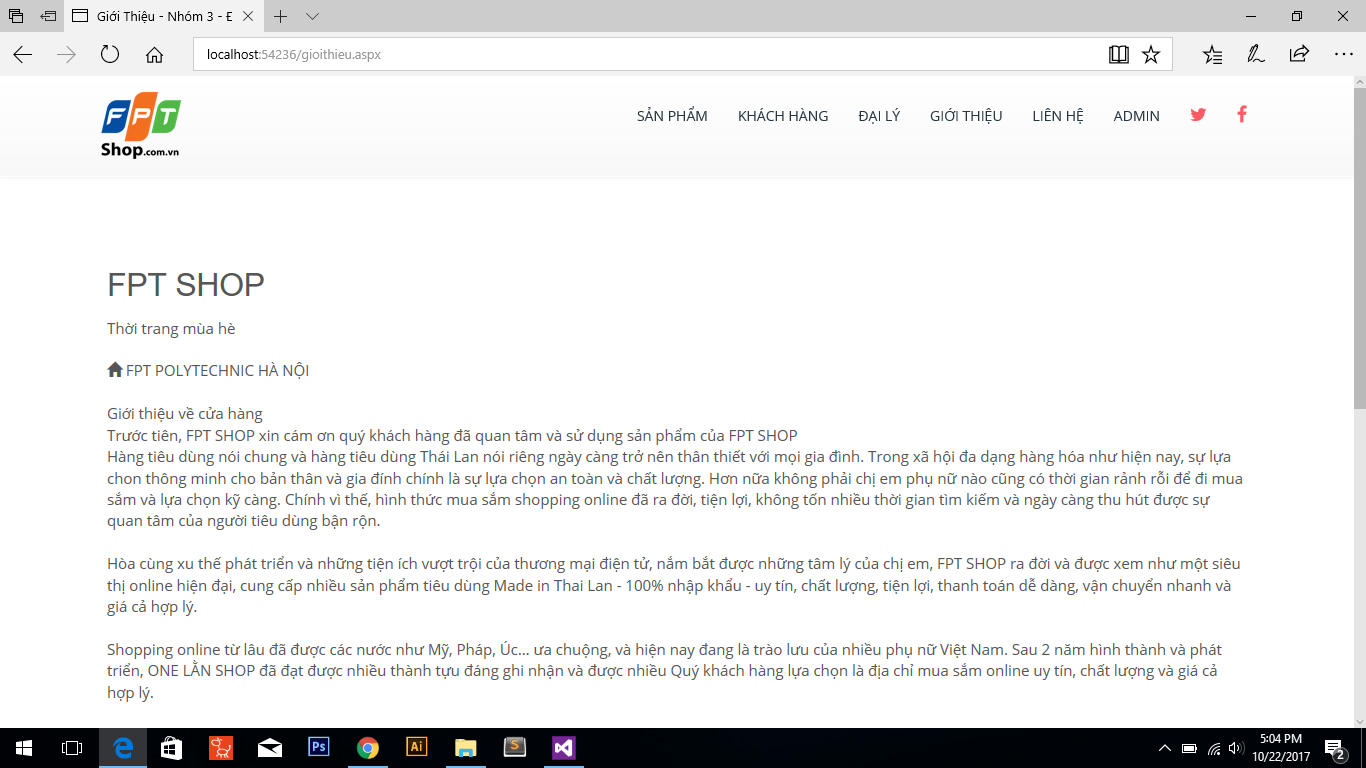 Giới Thiệu - Nhóm 3 - Đ
localhost:54236/gioithieu.aspx
FPT
Shop.com.vn
SẢN PHẨM KHÁCH HÀNG ĐẠI LÝ GIỚI THIỆU LIÊN HỆ ADMIN
FPT SHOP
Thời trang mùa hè
FPT POLYTECHNIC HÀ NỘI
Giới thiệu về cửa hàng
Trước tiên, FPT SHOP xin cám ơn quý khách hàng đã quan tâm và sử dụng sản phẩm của FPT SHOP
Hàng tiêu dùng nói chung và hàng tiêu dùng Thái Lan nói riêng ngày càng trở nên thân thiết với mọi gia đình. Trong xã hội đa dạng hàng hóa như hiện nay, sự lựa
chon thông minh cho bản thân và gia đính chính là sự lựa chọn an toàn và chất lượng. Hơn nữa không phải chị em phụ nữ nào cũng có thời gian rảnh rỗi để đi mua
sắm và lựa chọn kỹ càng. Chính vì thế, hình thức mua sắm shopping online đã ra đời, tiện lợi, không tốn nhiều thời gian tìm kiếm và ngày càng thu hút được sự
quan tâm của người tiêu dùng bận rộn.
Hòa cùng xu thế phát triển và những tiện ích vượt trội của thương mại điện tử, nắm bắt được những tâm lý của chị em, FPT SHOP ra đời và được xem như một siêu
thị online hiện đại, cung cấp nhiều sản phẩm tiêu dùng Made in Thai Lan - 100% nhập khẩu - uy tín, chất lượng, tiện lợi, thanh toán dễ dàng, vận chuyển nhanh và
giá cả hợp lý.
Shopping online từ lâu đã được các nước như Mỹ, Pháp, Úc... ưa chuộng, và hiện nay đang là trào lưu của nhiều phụ nữ Việt Nam. Sau 2 năm hình thành và phát
triển, ONE LẰN SHOP đã đạt được nhiều thành tựu đáng ghi nhận và được nhiều Quý khách hàng lựa chọn là địa chỉ mua sắm online uy tín, chất lượng và giá cả
hợp lý.
Ps
Ai
S
5:04 PM
10/22/2017
2